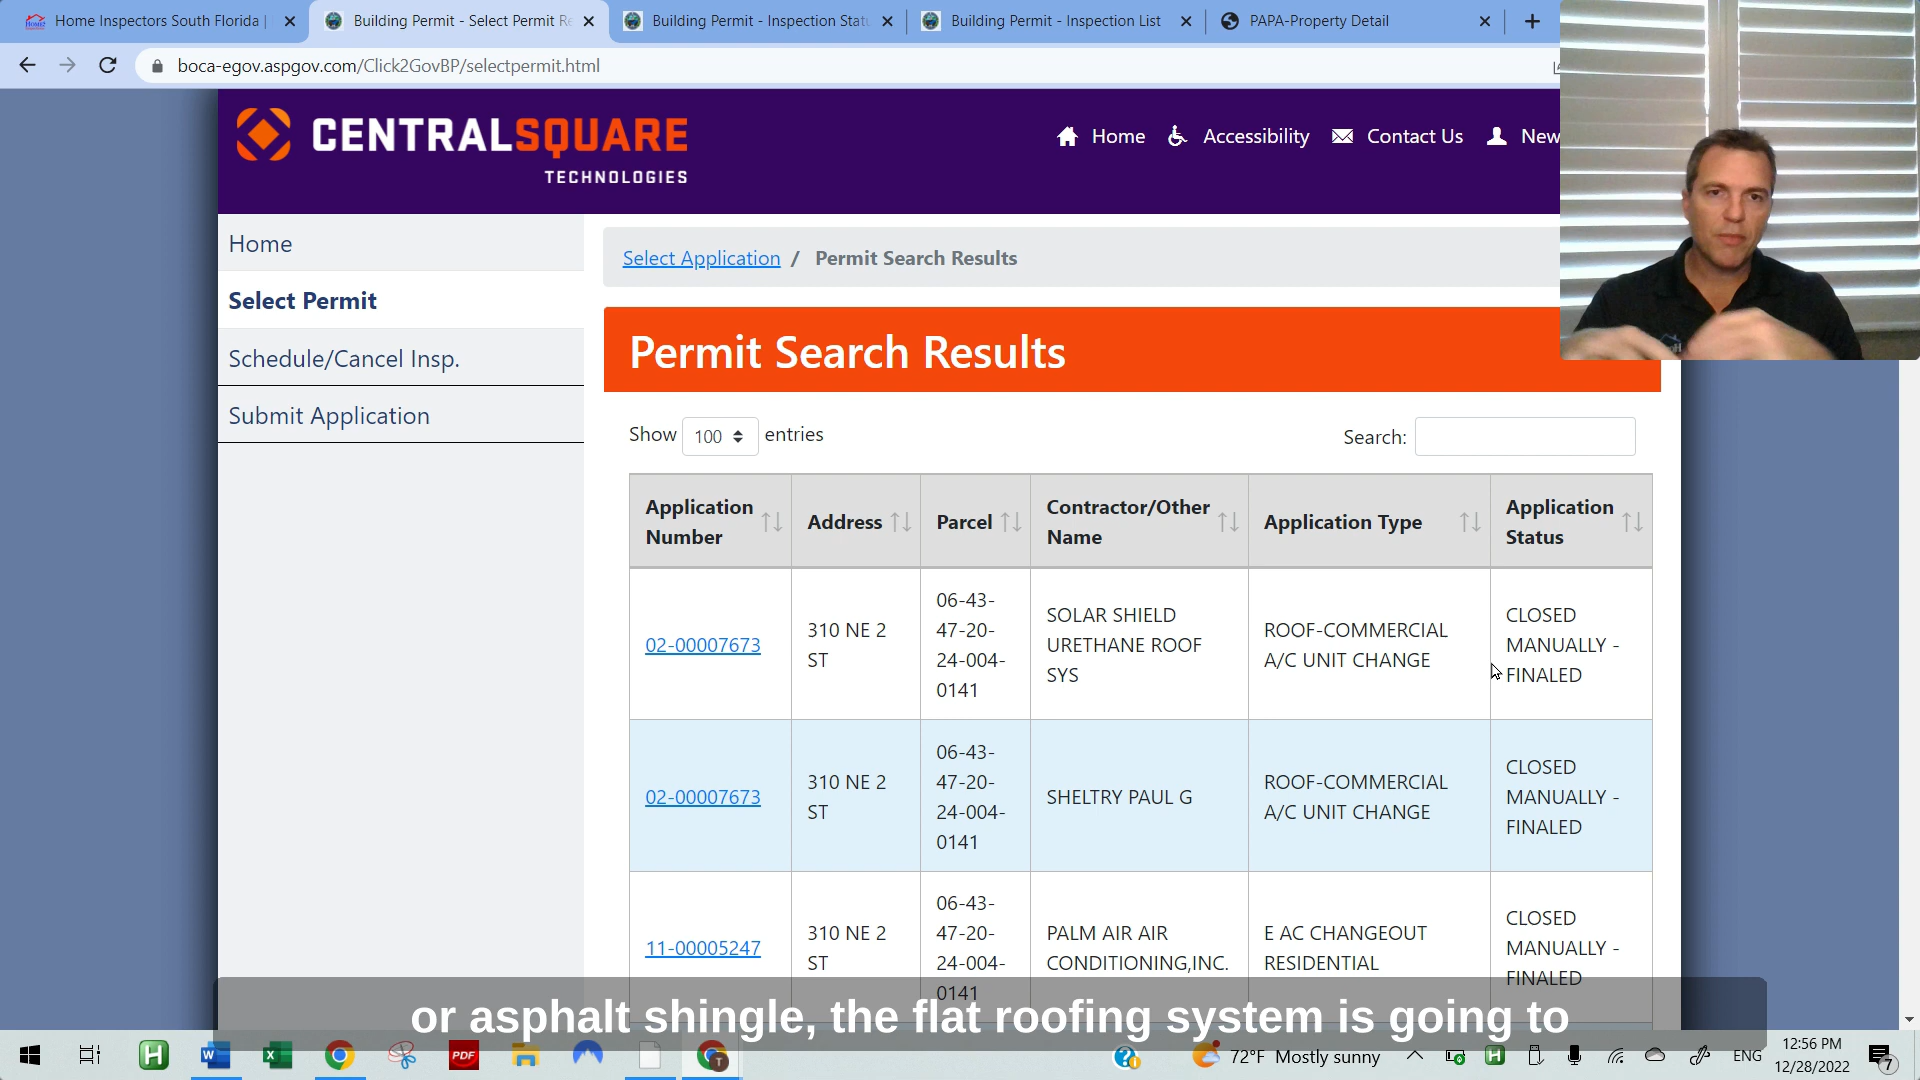 Home Inspectors South Florida |
Building Permit - Select Permit Re
Building Permit - Inspection Statu
Building Permit - Inspection List
PAPA-Property Detail
boca-egov.aspgov.com/Click2GovBP/selectpermit.html
CENTRALSQUARE
TECHNOLOGIES
Home
Accessibility
Contact Us
New
Home
Select Permit
Schedule/Cancel Insp.
Submit Application
Select Application / Permit Search Results
Permit Search Results
Show 100 entries
Search:
Application
Number
Address
Parcel
Contractor/Other
Name
Application Type
Application
Status
02-00007673
310 NE 2
ST
06-43-
47-20-
24-004-
0141
SOLAR SHIELD
URETHANE ROOF
SYS
ROOF-COMMERCIAL
A/C UNIT CHANGE
CLOSED
MANUALLY -
FINALED
02-00007673
310 NE 2
ST
06-43-
47-20-
24-004-
0141
SHELTRY PAUL G
ROOF-COMMERCIAL
A/C UNIT CHANGE
CLOSED
MANUALLY -
FINALED
11-00005247
310 NE 2
ST
06-43-
47-20-
24-004-
0141
PALM AIR AIR
CONDITIONING,INC.
E AC CHANGEOUT
RESIDENTIAL
CLOSED
MANUALLY -
FINALED
or asphalt shingle, the flat roofing system is going to
H
W
X
PDF
T
72°F Mostly sunny
H
ENG
12:56 PM
12/28/2022
7